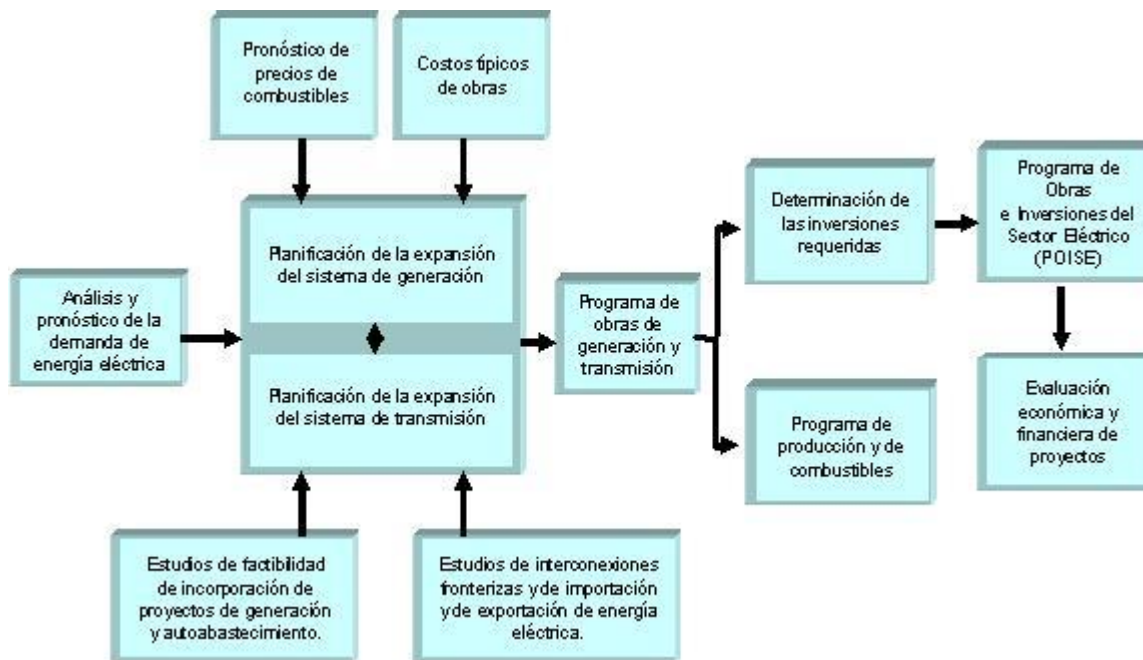 Pronóstico de
precios de
combustibles
Costos típicos
de obras
Planificación de la expansión
del sistema de generación
Planificación de la expansión
del sistema de transmisión
Análisis y
pronóstico de la
demanda de
energía eléctrica
Programa de
obras de
generación y
transmisión
Determinación de
las inversiones
requeridas
Programa de
Obras
e Inversiones del
Sector Eléctrico
(POISE)
Programa de
producción y de
combustibles
Evaluación
económica y
financiera de
proyectos
Estudios de factibilidad
de incorporación de
proyectos de generación
y autoabastecimiento.
Estudios de interconexiones
fronterizas y de importación
y de exportación de energía
eléctrica.